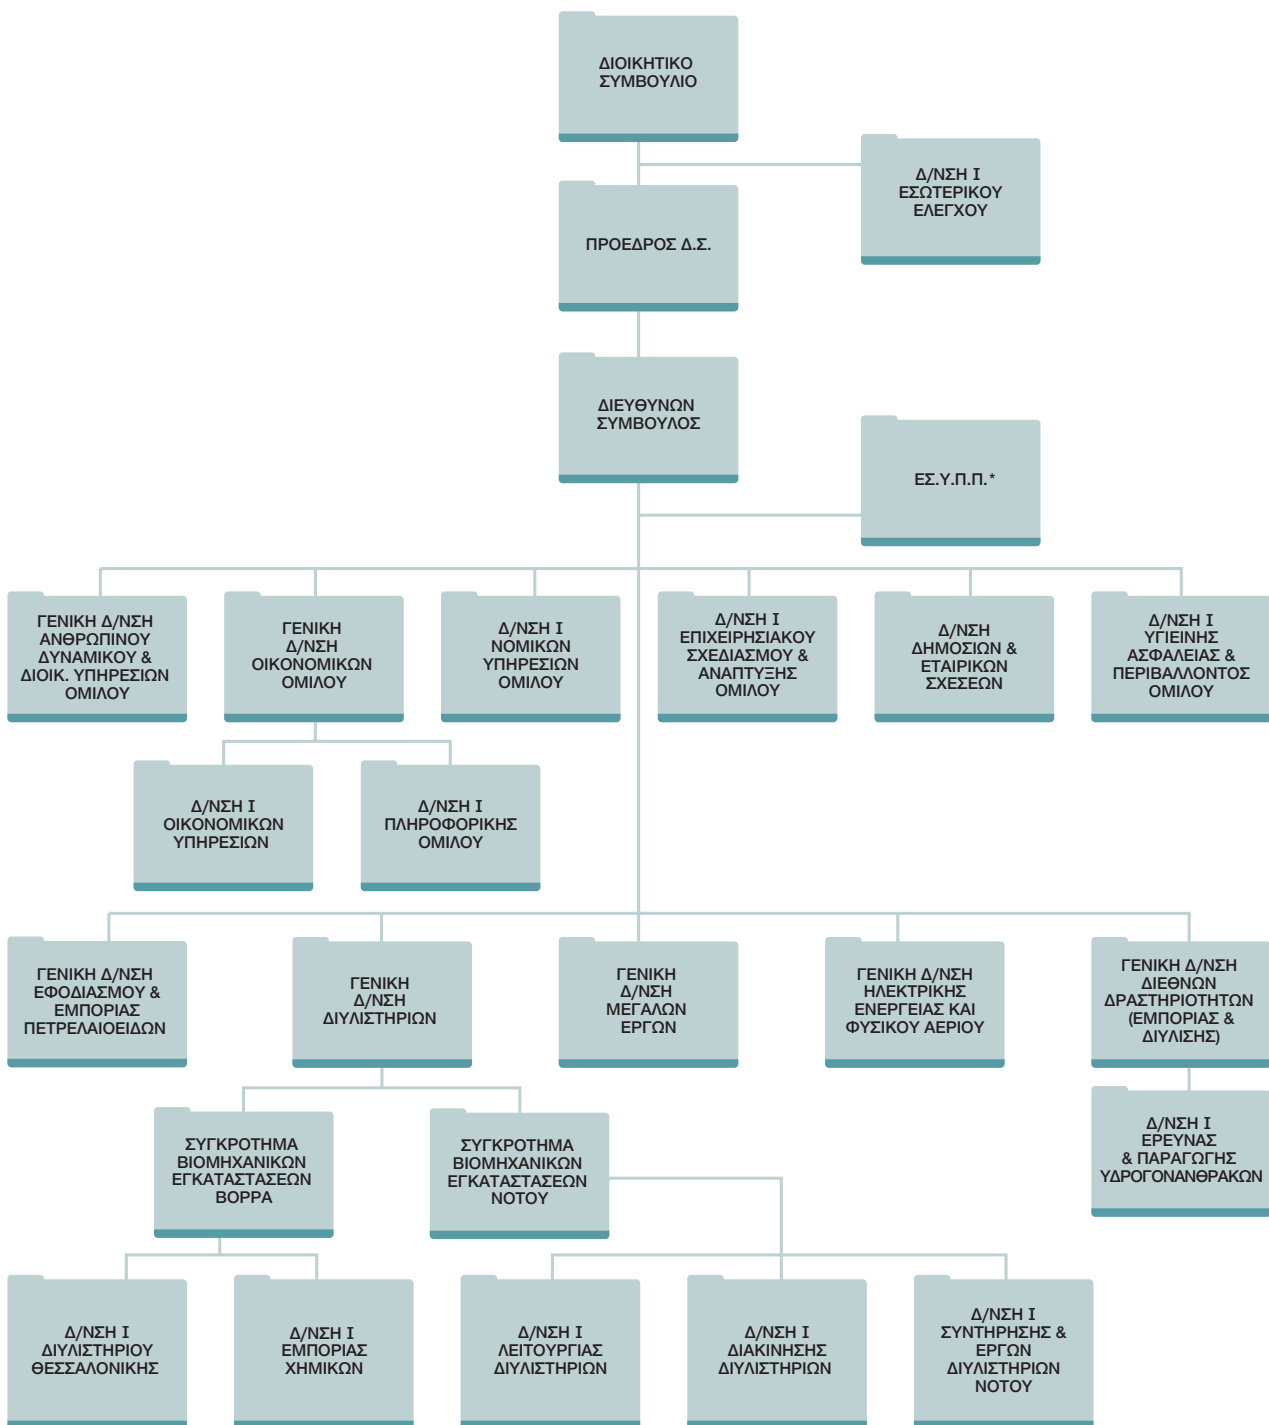 ΔΙΟΙΚΗΤΙΚΟ
ΣΥΜΒΟΥΛΙΟ
Δ/ΝΣΗ Ι
ΕΣΩΤΕΡΙΚΟΥ
ΕΛΕΓΧΟΥ
ΠΡΟΕΔΡΟΣ Δ.Σ.
ΔΙΕΥΘΥΝΩΝ
ΣΥΜΒΟΥΛΟΣ
ΕΣ.Υ.Π.Π.*
ΓΕΝΙΚΗ Δ/ΝΣΗ
ΑΝΘΡΩΠΙΝΟΥ
ΔΥΝΑΜΙΚΟΥ &
ΔΙΟΙΚ. ΥΠΗΡΕΣΙΩΝ
ΟΜΙΛΟΥ
ΓΕΝΙΚΗ
Δ/ΝΣΗ
ΟΙΚΟΝΟΜΙΚΩΝ
ΟΜΙΛΟΥ
Δ/ΝΣΗ Ι
ΝΟΜΙΚΩΝ
ΥΠΗΡΕΣΙΩΝ
ΟΜΙΛΟΥ
Δ/ΝΣΗ Ι
ΕΠΙΧΕΙΡΗΣΙΑΚΟΥ
ΣΧΕΔΙΑΣΜΟΥ &
ΑΝΑΠΤΥΞΗΣ
ΟΜΙΛΟΥ
Δ/ΝΣΗ
ΔΗΜΟΣΙΩΝ &
ΕΤΑΙΡΙΚΩΝ
ΣΧΕΣΕΩΝ
Δ/ΝΣΗ Ι
ΥΓΙΕΙΝΗΣ
ΑΣΦΑΛΕΙΑΣ &
ΠΕΡΙΒΑΛΛΟΝΤΟΣ
ΟΜΙΛΟΥ
Δ/ΝΣΗ Ι
ΟΙΚΟΝΟΜΙΚΩΝ
ΥΠΗΡΕΣΙΩΝ
Δ/ΝΣΗ Ι
ΠΛΗΡΟΦΟΡΙΚΗΣ
ΟΜΙΛΟΥ
ΓΕΝΙΚΗ Δ/ΝΣΗ
ΕΦΟΔΙΑΣΜΟΥ &
ΕΜΠΟΡΙΑΣ
ΠΕΤΡΕΛΑΙΟΕΙΔΩΝ
ΓΕΝΙΚΗ
Δ/ΝΣΗ
ΔΙΥΛΙΣΤΗΡΙΩΝ
ΓΕΝΙΚΗ
Δ/ΝΣΗ
ΜΕΓΑΛΩΝ
ΕΡΓΩΝ
ΓΕΝΙΚΗ Δ/ΝΣΗ
ΗΛΕΚΤΡΙΚΗΣ
ΕΝΕΡΓΕΙΑΣ ΚΑΙ
ΦΥΣΙΚΟΥ ΑΕΡΙΟΥ
ΓΕΝΙΚΗ Δ/ΝΣΗ
ΔΙΕΘΝΩΝ
ΔΡΑΣΤΗΡΙΟΤΗΤΩΝ
(ΕΜΠΟΡΙΑΣ &
ΔΙΥΛΙΣΗΣ)
ΣΥΓΚΡΟΤΗΜΑ
ΒΙΟΜΗΧΑΝΙΚΩΝ
ΕΓΚΑΤΑΣΤΑΣΕΩΝ
ΒΟΡΡΑ
ΣΥΓΚΡΟΤΗΜΑ
ΒΙΟΜΗΧΑΝΙΚΩΝ
ΕΓΚΑΤΑΣΤΑΣΕΩΝ
ΝΟΤΟΥ
Δ/ΝΣΗ Ι
ΕΡΕΥΝΑΣ
& ΠΑΡΑΓΩΓΗΣ
ΥΔΡΟΓΟΝΑΝΘΡΑΚΩΝ
Δ/ΝΣΗ Ι
ΔΙΥΛΙΣΤΗΡΙΟΥ
ΘΕΣΣΑΛΟΝΙΚΗΣ
Δ/ΝΣΗ Ι
ΕΜΠΟΡΙΑΣ
ΧΗΜΙΚΩΝ
Δ/ΝΣΗ Ι
ΛΕΙΤΟΥΡΓΙΑΣ
ΔΙΥΛΙΣΤΗΡΙΩΝ
Δ/ΝΣΗ Ι
ΔΙΑΚΙΝΗΣΗΣ
ΔΙΥΛΙΣΤΗΡΙΩΝ
Δ/ΝΣΗ Ι
ΣΥΝΤΗΡΗΣΗΣ &
ΕΡΓΩΝ
ΔΙΥΛΙΣΤΗΡΙΩΝ
ΝΟΤΟΥ